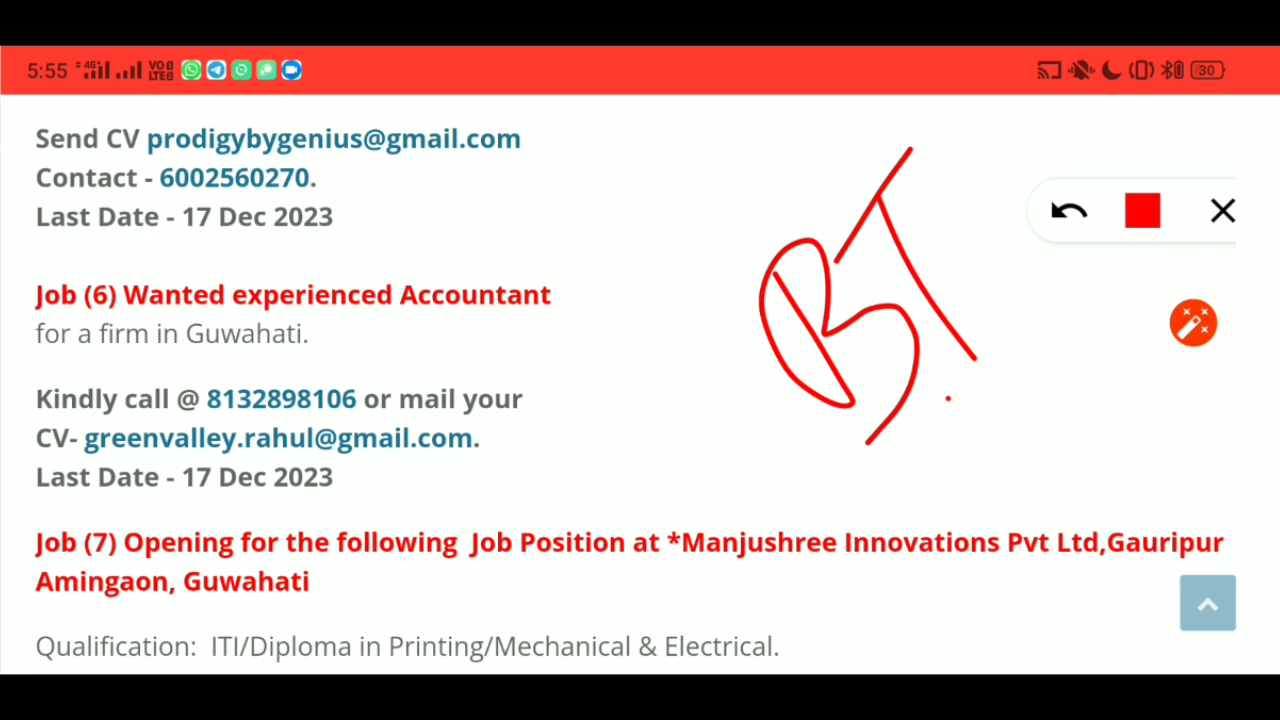 5:55 4G VoLTE 30
Send CV prodigybygenius@gmail.com
Contact - 6002560270.
Last Date - 17 Dec 2023
Job (6) Wanted experienced Accountant
for a firm in Guwahati.
Kindly call @ 8132898106 or mail your
CV- greenvalley.rahul@gmail.com.
Last Date - 17 Dec 2023
Job (7) Opening for the following Job Position at *Manjushree Innovations Pvt Ltd,Gauripur
Amingaon, Guwahati
Qualification: ITI/Diploma in Printing/Mechanical & Electrical.